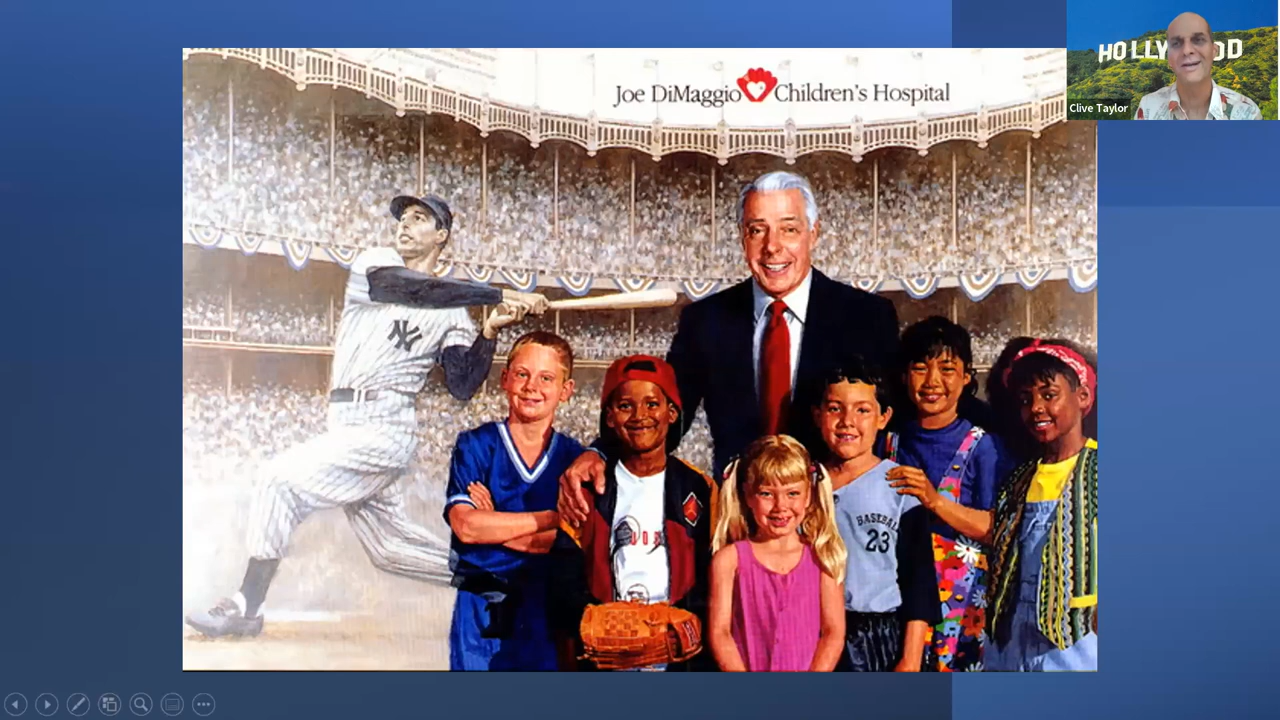 Joe DiMaggio Children's Hospital
HOLLYWOOD
Clive Taylor
NY
BASEBALL
23